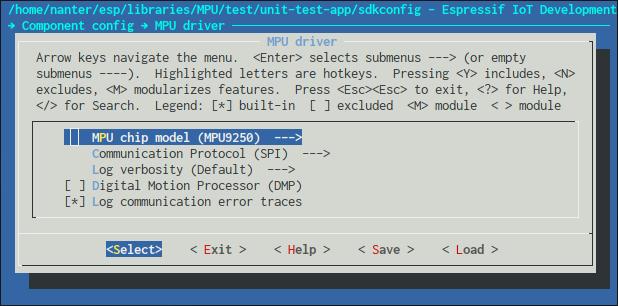 /home/nanter/esp/libraries/MPU/test/unit-test-app/sdkconfig - Espressif IoT Development
→ Component config → MPU driver
MPU driver
Arrow keys navigate the menu.  <Enter> selects submenus ---> (or empty
submenus ----).  Highlighted letters are hotkeys.  Pressing <Y> includes, <N>
excludes, <M> modularizes features.  Press <Esc><Esc> to exit, <?> for Help,
</> for Search.  Legend: [*] built-in  [ ] excluded  <M> module  < > module
MPU chip model (MPU9250)  --->
Communication Protocol (SPI)  --->
Log verbosity (Default)  --->
[ ] Digital Motion Processor (DMP)
[*] Log communication error traces
<Select>    < Exit >    < Help >    < Save >    < Load >